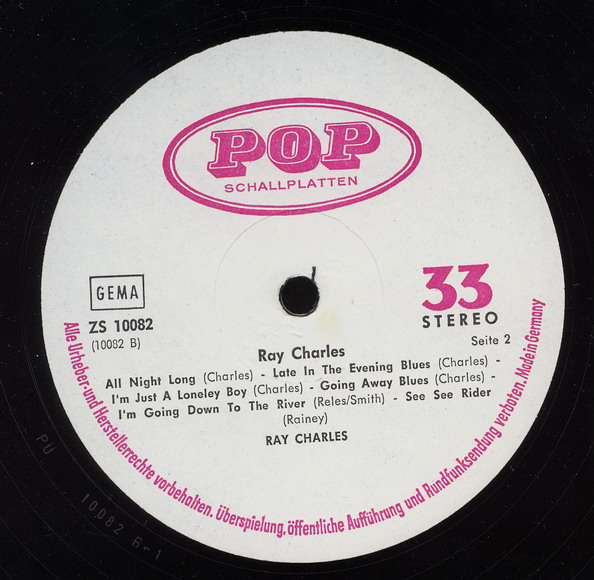 POP
SCHALLPLATTEN
GEMA
ZS 10082
(10082 B)
33
STEREO
Seite 2
Ray Charles
All Night Long (Charles) - Late In The Evening Blues (Charles) -
I'm Just A Loneley Boy (Charles) - Going Away Blues (Charles) -
I'm Going Down To The River (Reles/Smith) - See See Rider
(Rainey)
RAY CHARLES
Alle Urheber-und Herstellerrechte vorbehalten. Überspielung, öffentliche Aufführung und Rundfunksendung verboten. Made in Germany
PU 10082 B-1